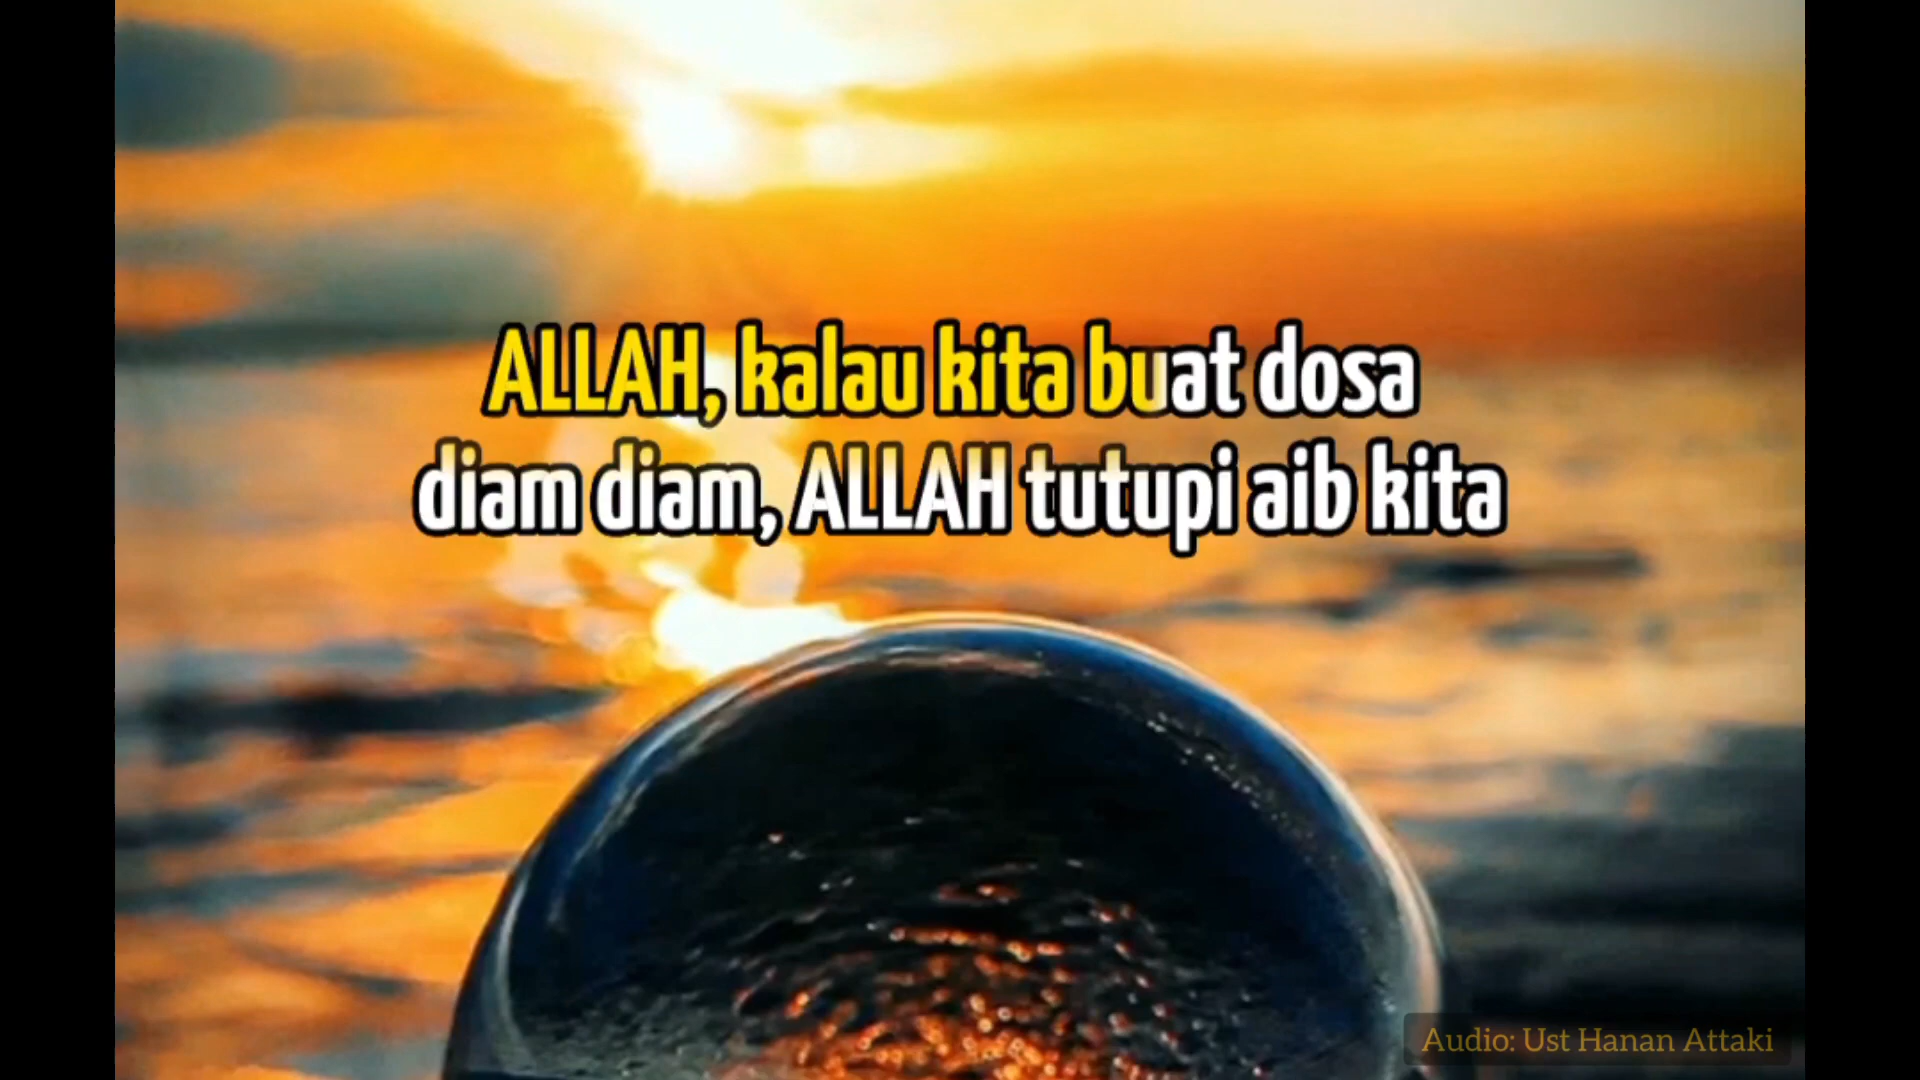 ALLAH, kalau kita buat dosa
diam diam, ALLAH tutupi aib kita
Audio: Ust Hanan Attaki